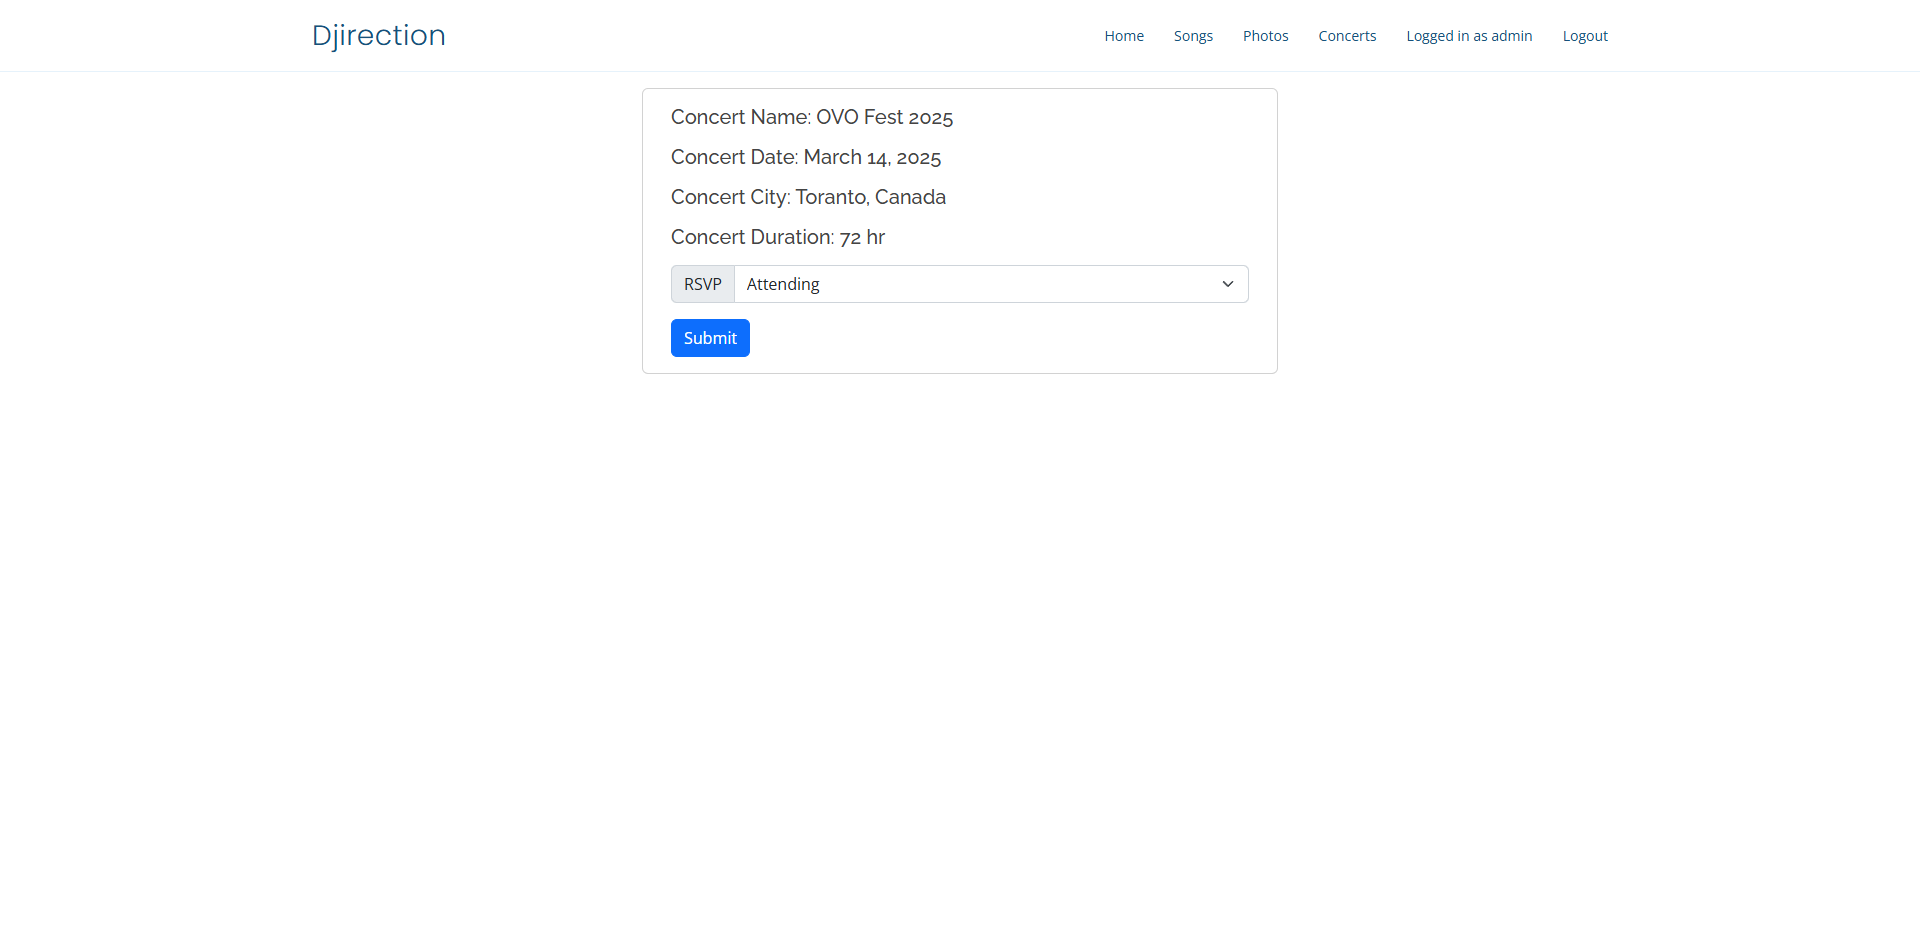 Djirection
Home Songs Photos Concerts Logged in as admin Logout
Concert Name: OVO Fest 2025
Concert Date: March 14, 2025
Concert City: Toranto, Canada
Concert Duration: 72 hr
RSVP Attending
Submit